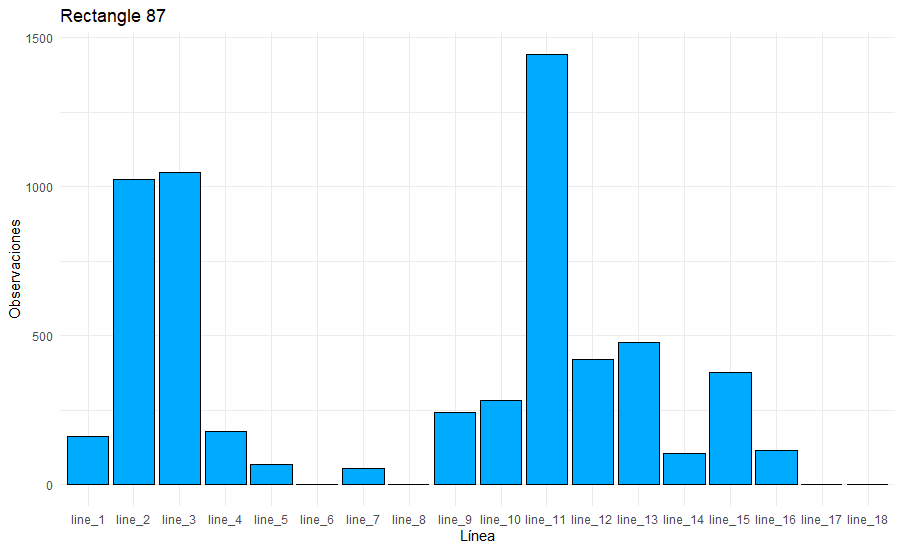 Rectangle 87
1500
1000
500
0
Observaciones
line_1 line_2 line_3 line_4 line_5 line_6 line_7 line_8 line_9 line_10 line_11 line_12 line_13 line_14 line_15 line_16 line_17 line_18
Línea